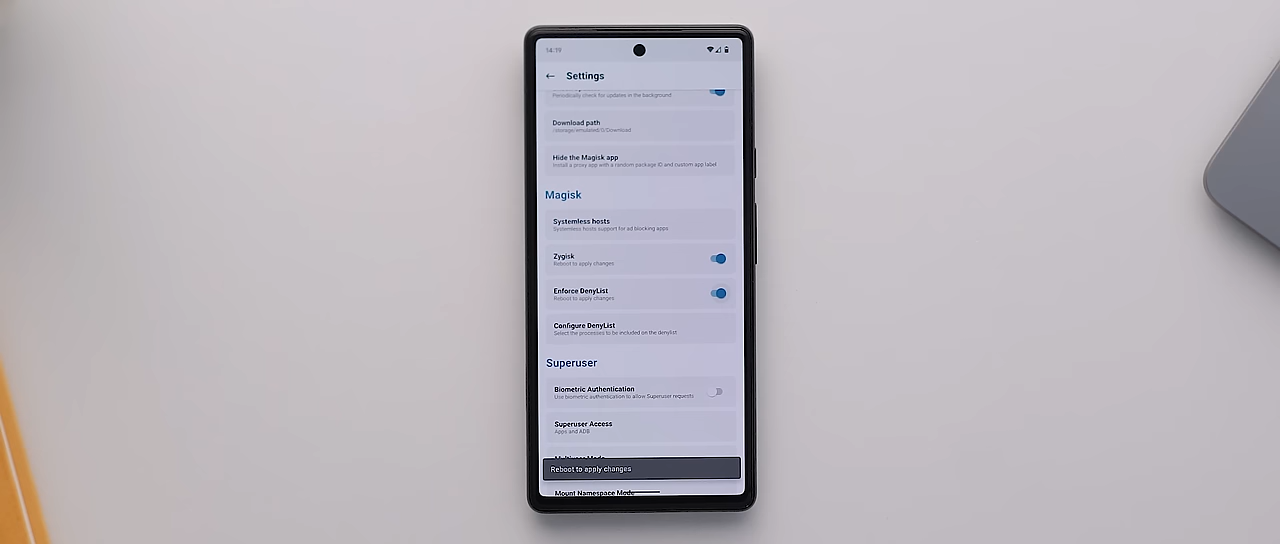 14:19
Settings
Periodically check for updates in the background
Download path
/storage/emulated/0/Download
Hide the Magisk app
Install a proxy app with a random package ID and custom app label
Magisk
Systemless hosts
Systemless hosts support for ad blocking apps
Zygisk
Reboot to apply changes
Enforce DenyList
Reboot to apply changes
Configure DenyList
Select the processes to be included on the denylist
Superuser
Biometric Authentication
Use biometric authentication to allow Superuser requests
Superuser Access
Apps and ADB
Reboot to apply changes
Mount Namespace Mode